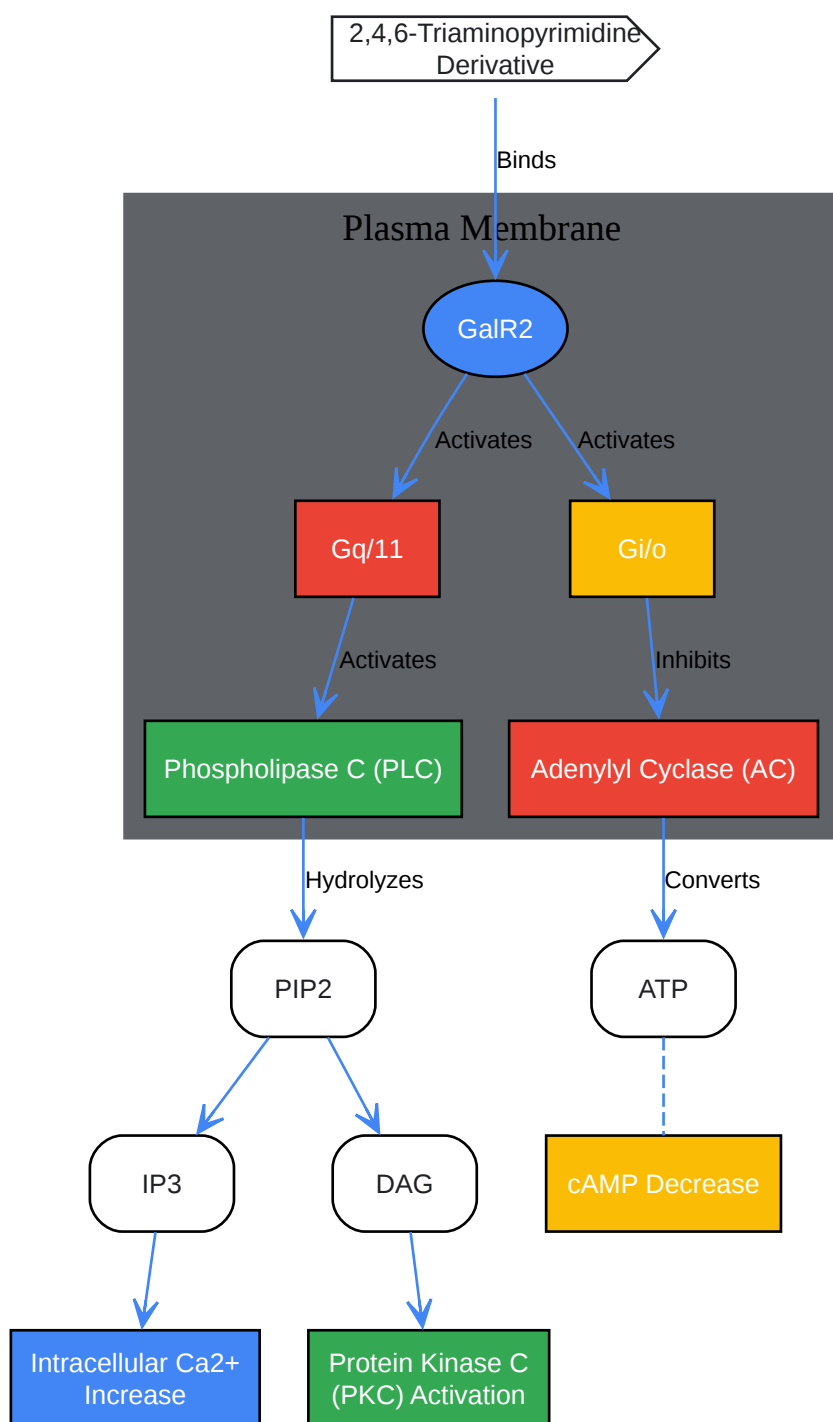 2,4,6-Triaminopyrimidine
Derivative
Binds
Plasma Membrane
GalR2
Activates
Activates
Gq/11
Gi/o
Activates
Inhibits
Phospholipase C (PLC)
Adenylyl Cyclase (AC)
Hydrolyzes
Converts
PIP2
ATP
IP3
DAG
cAMP Decrease
Intracellular Ca2+
Increase
Protein Kinase C
(PKC) Activation